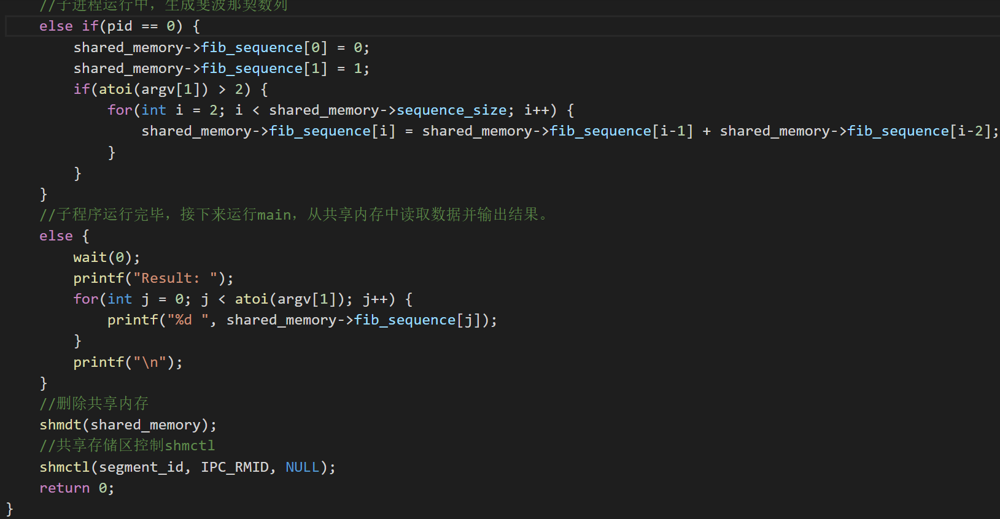 //子进程运行中，生成斐波那契数列
else if(pid == 0) {
shared_memory->fib_sequence[0] = 0;
shared_memory->fib_sequence[1] = 1;
if(atoi(argv[1]) > 2) {
for(int i = 2; i < shared_memory->sequence_size; i++) {
shared_memory->fib_sequence[i] = shared_memory->fib_sequence[i-1] + shared_memory->fib_sequence[i-2];
}
}
}
//子程序运行完毕，接下来运行main，从共享内存中读取数据并输出结果。
else {
wait(0);
printf("Result: ");
for(int j = 0; j < atoi(argv[1]); j++) {
printf("%d ", shared_memory->fib_sequence[j]);
}
printf("\n");
}
//删除共享内存
shmdt(shared_memory);
//共享存储区控制shmctl
shmctl(segment_id, IPC_RMID, NULL);
return 0;
}